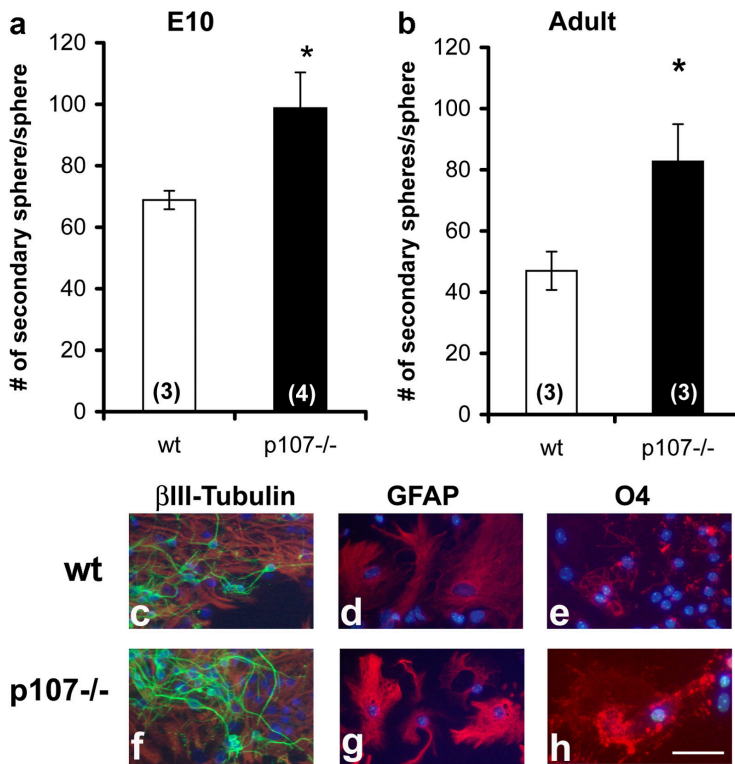 a
E10
# of secondary sphere/sphere
120
100
80
60
40
20
0
*
(3)
(4)
wt
p107-/-
b
Adult
# of secondary spheres/sphere
120
100
80
60
40
20
0
*
(3)
(3)
wt
p107-/-
βIII-Tubulin
GFAP
O4
wt
c
d
e
p107-/-
f
g
h